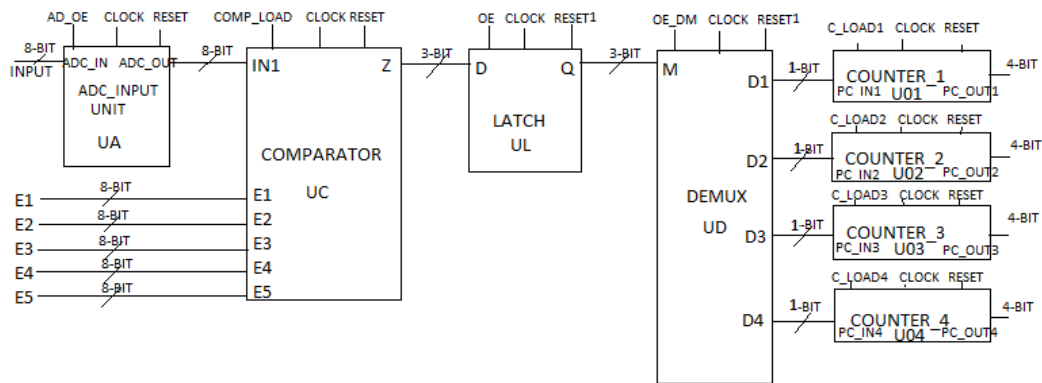 AD_OE CLOCK RESET
COMP_LOAD CLOCK RESET
OE CLOCK RESET1
OE_DM CLOCK RESET1
C_LOAD1 CLOCK RESET
8-BIT
INPUT
ADC_IN ADC_OUT
ADC_INPUT
UNIT
UA
8-BIT
IN1
Z
COMPARATOR
UC
3-BIT
D
Q
LATCH
UL
3-BIT
M
D1
D2
DEMUX
UD
D3
D4
1-BIT
COUNTER_1
PC_IN1 U01 PC_OUT1
4-BIT
C_LOAD2 CLOCK RESET
1-BIT
COUNTER_2
PC_IN2 U02 PC_OUT2
4-BIT
C_LOAD3 CLOCK RESET
1-BIT
COUNTER_3
PC_IN3 U03 PC_OUT3
4-BIT
C_LOAD4 CLOCK RESET
1-BIT
COUNTER_4
PC_IN4 U04 PC_OUT4
4-BIT
E1 8-BIT E1
E2 8-BIT E2
E3 8-BIT E3
E4 8-BIT E4
E5 8-BIT E5